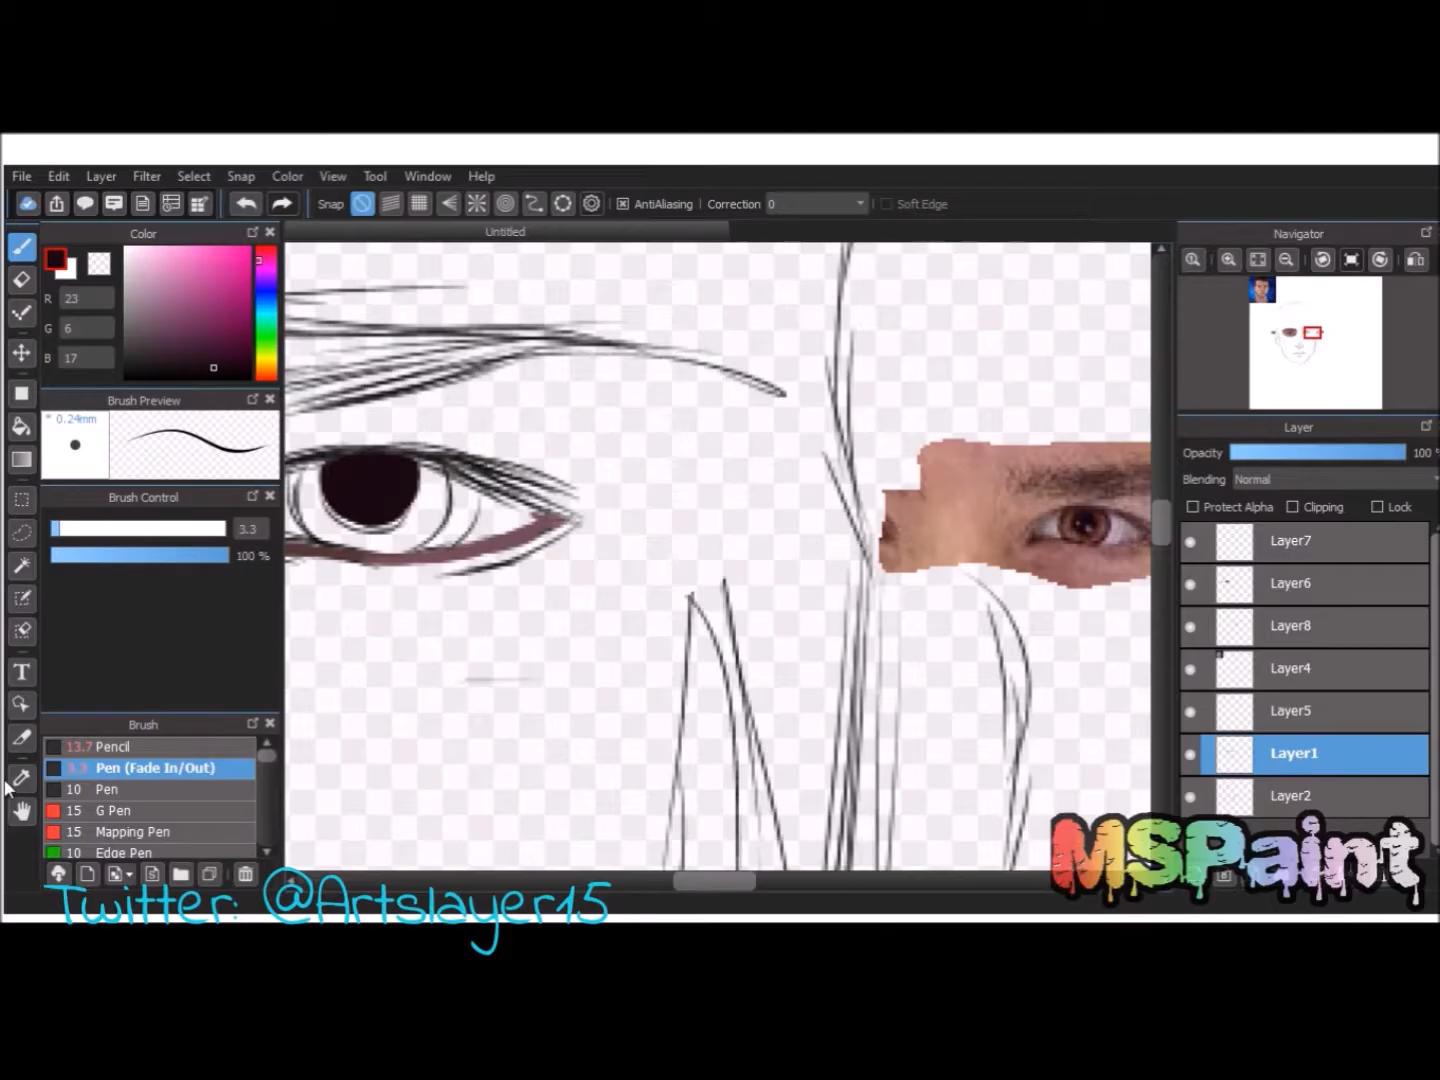 File Edit Layer Filter Select Snap Color View Tool Window Help
Snap AntiAliasing Correction 0 Soft Edge
Color
Untitled
Navigator
R 23
G 6
B 17
Brush Preview
* 0.24mm
Layer
Opacity 100 %
Blending Normal
Brush Control
Protect Alpha Clipping Lock
3.3
100 %
Layer7
Layer6
Layer8
Layer4
Layer5
Layer1
Layer2
Brush
13.7 Pencil
3.3 Pen (Fade In/Out)
10 Pen
15 G Pen
15 Mapping Pen
10 Edge Pen
T
MSPaint
Twitter: @Artslayer15